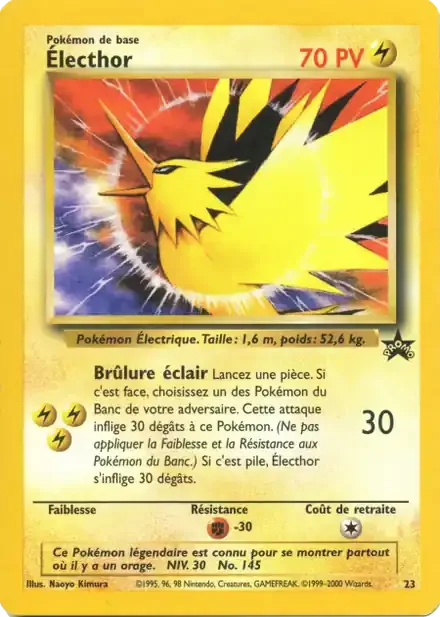 Pokémon de base
Électhor
70 PV
Pokémon Électrique. Taille: 1,6 m, poids: 52,6 kg.
PROMO
Brûlure éclair Lancez une pièce. Si
c'est face, choisissez un des Pokémon du
Banc de votre adversaire. Cette attaque
inflige 30 dégâts à ce Pokémon. (Ne pas
appliquer la Faiblesse et la Résistance aux
Pokémon du Banc.) Si c'est pile, Électhor
s'inflige 30 dégâts.
30
Faiblesse Résistance Coût de retraite
-30
Ce Pokémon légendaire est connu pour se montrer partout
où il y a un orage. NIV. 30 No. 145
Illus. Naoyo Kimura ©1995, 96, 98 Nintendo, Creatures, GAMEFREAK. ©1999-2000 Wizards. 23